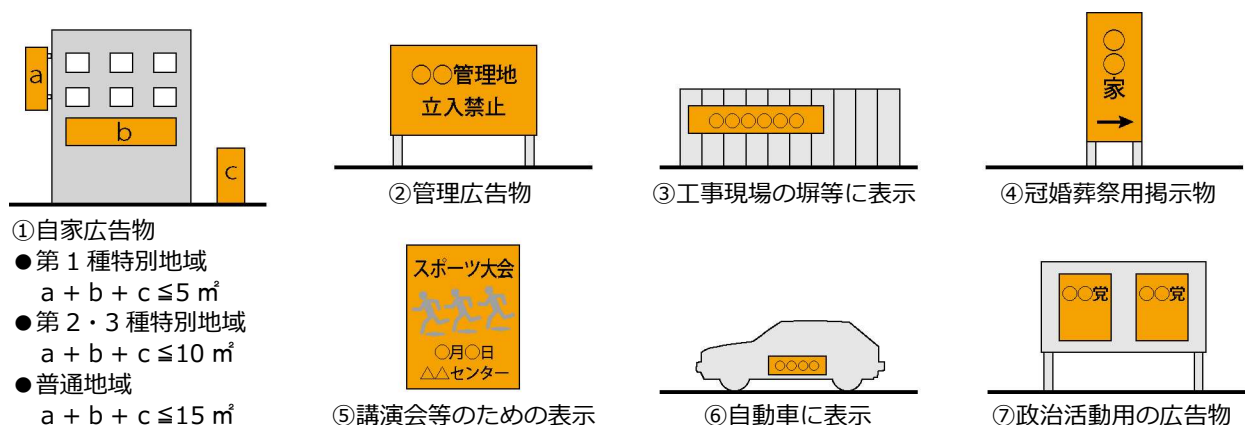 a
b
c
①自家広告物
●第1種特別地域
a+b+c≦5㎡
●第2・3種特別地域
a+b+c≦10㎡
●普通地域
a+b+c≦15㎡
○○管理地
立入禁止
②管理広告物
○○○○○○
③工事現場の塀等に表示
○○家
→
④冠婚葬祭用掲示物
スポーツ大会
○月○日
△△センター
⑤講演会等のための表示
○○○○
⑥自動車に表示
○○党
○○党
⑦政治活動用の広告物